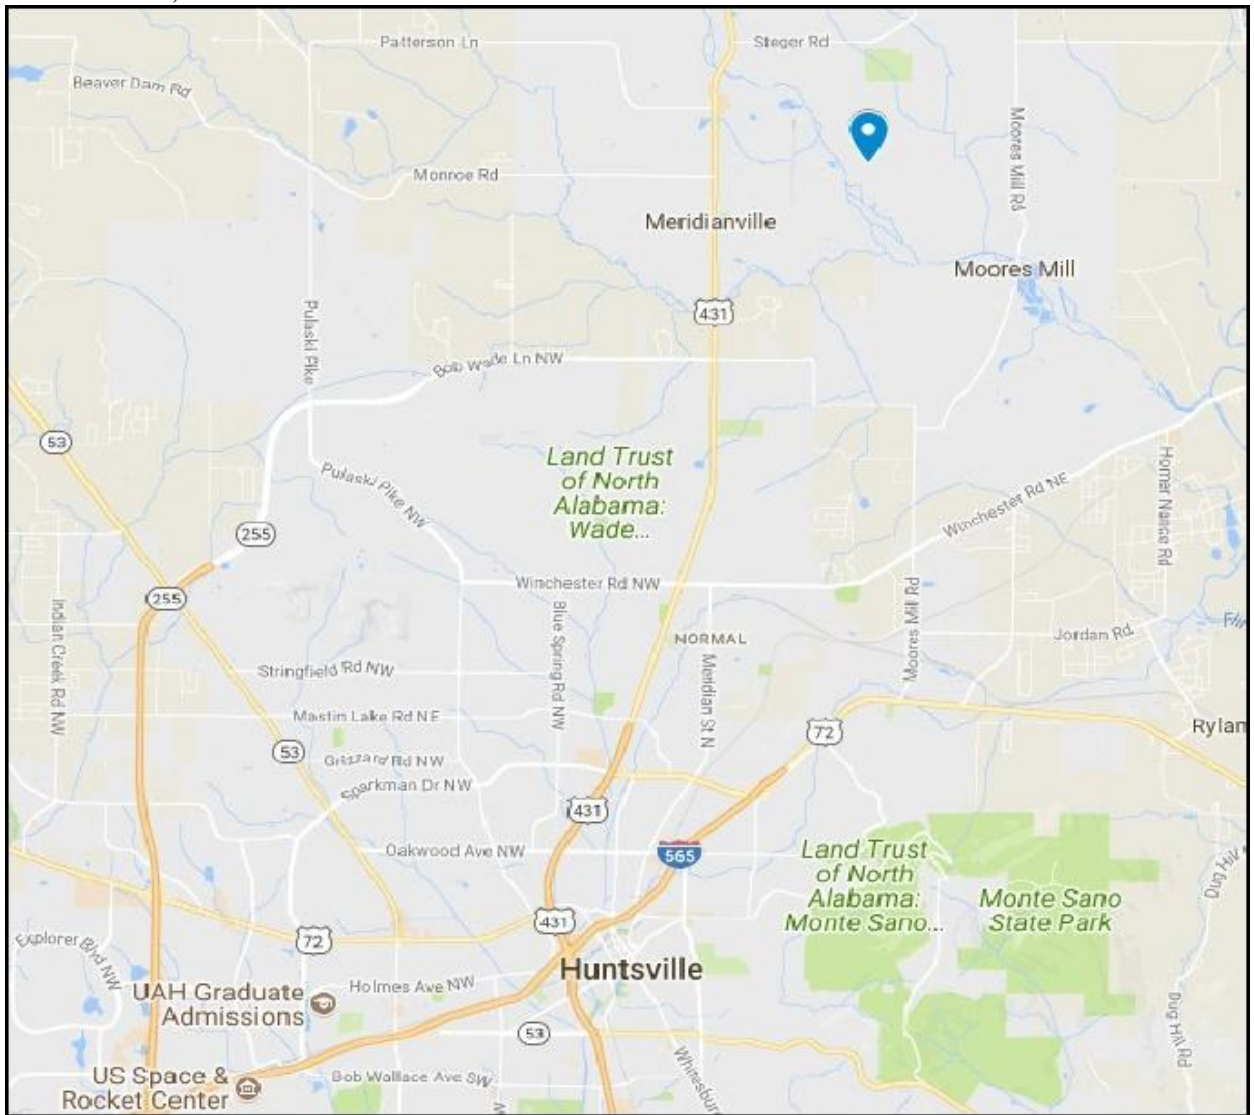 Patterson Ln
Steger Rd
Beaver Dam Rd
Moores Mill Rd
Monroe Rd
Meridianville
Moores Mill
431
Pulaski Pike
Bob Wade Ln NW
53
Land Trust
of North
Alabama:
Wade...
Pulaski Pike NW
Homer Nance Rd
Winchester Rd NE
255
Winchester Rd NW
255
Indian Creek Rd NW
Blue Spring Rd NW
Moores Mill Rd
NORMAL
Jordan Rd
Meridian St N
Stringfield Rd NW
Mastin Lake Rd NE
72
Rylan
53
Grizzard Rd NW
Sparkman Dr NW
431
Oakwood Ave NW
565
Land Trust
of North
Alabama:
Monte Sano...
Monte Sano
State Park
Dug Hill
431
72
Explorer Blvd NW
Huntsville
UAH Graduate
Admissions
Holmes Ave NW
53
Dug Hill Rd
US Space &
Rocket Center
Bob Wallace Ave SW
Whitesbur